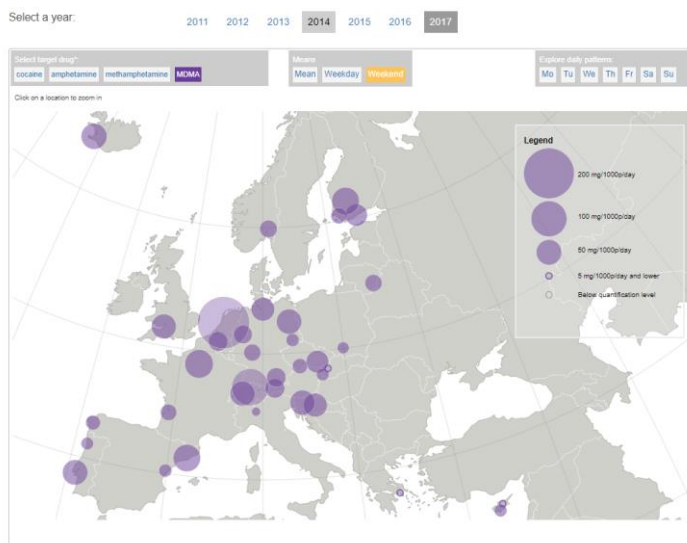 Select a year:
2011 2012 2013 2014 2015 2016 2017
Select target drug*:
cocaine amphetamine methamphetamine MDMA
Means
Mean Weekday Weekend
Explore daily patterns:
Mo Tu We Th Fr Sa Su
Click on a location to zoom in
Legend
200 mg/1000p/day
100 mg/1000p/day
50 mg/1000p/day
5 mg/1000p/day and lower
Below quantification level